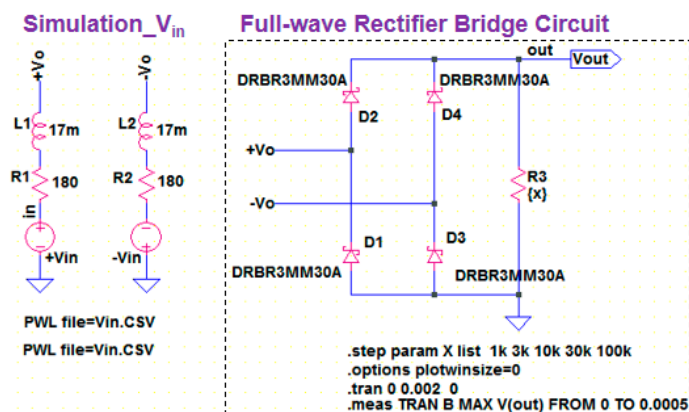 Simulation_Vin
Full-wave Rectifier Bridge Circuit
+Vo
-Vo
L1
17m
L2
17m
R1
180
R2
180
in
+Vin
-Vin
PWL file=Vin.CSV
PWL file=Vin.CSV
out
Vout
DRBR3MM30A
DRBR3MM30A
D2
D4
+Vo
-Vo
R3
{x}
D1
D3
DRBR3MM30A
DRBR3MM30A
.step param X list 1k 3k 10k 30k 100k
.options plotwinsize=0
.tran 0 0.002 0
.meas TRAN B MAX V(out) FROM 0 TO 0.0005